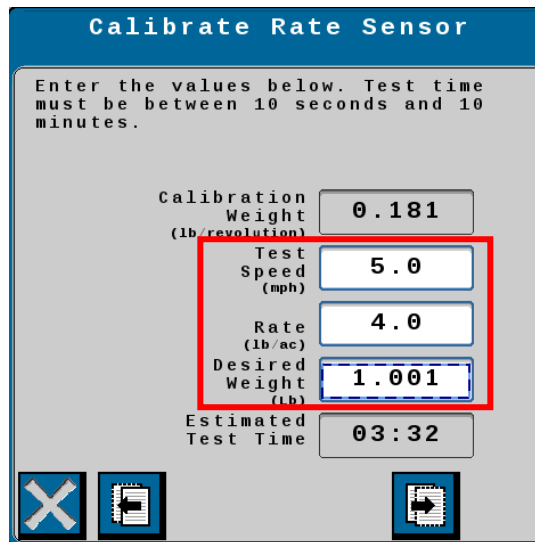 Calibrate Rate Sensor
Enter the values below. Test time
must be between 10 seconds and 10
minutes.
Calibration
Weight
(lb/revolution)
0.181
Test
Speed
(mph)
5.0
Rate
(lb/ac)
4.0
Desired
Weight
(Lb)
1.001
Estimated
Test Time
03:32